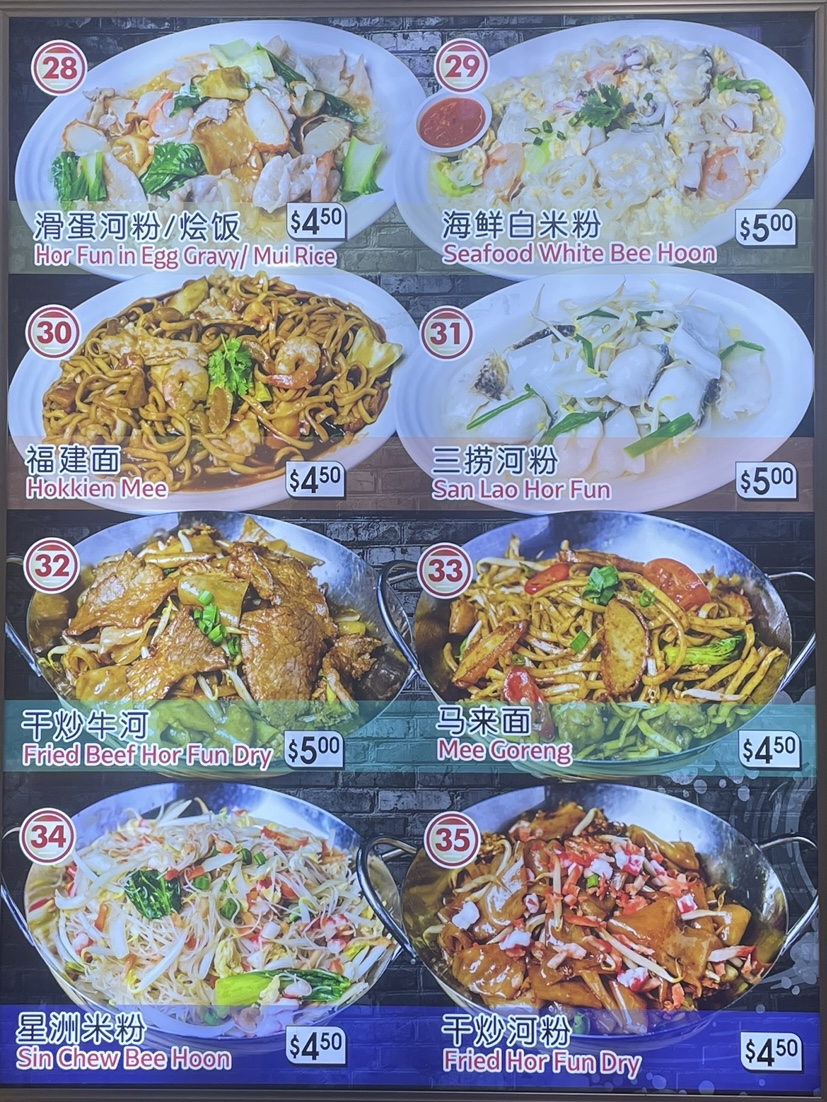 28
滑蛋河粉/烩饭
Hor Fun in Egg Gravy/ Mui Rice
$4.50
29
海鲜白米粉
Seafood White Bee Hoon
$5.00
30
福建面
Hokkien Mee
$4.50
31
三捞河粉
San Lao Hor Fun
$5.00
32
干炒牛河
Fried Beef Hor Fun Dry
$5.00
33
马来面
Mee Goreng
$4.50
34
星洲米粉
Sin Chew Bee Hoon
$4.50
35
干炒河粉
Fried Hor Fun Dry
$4.50